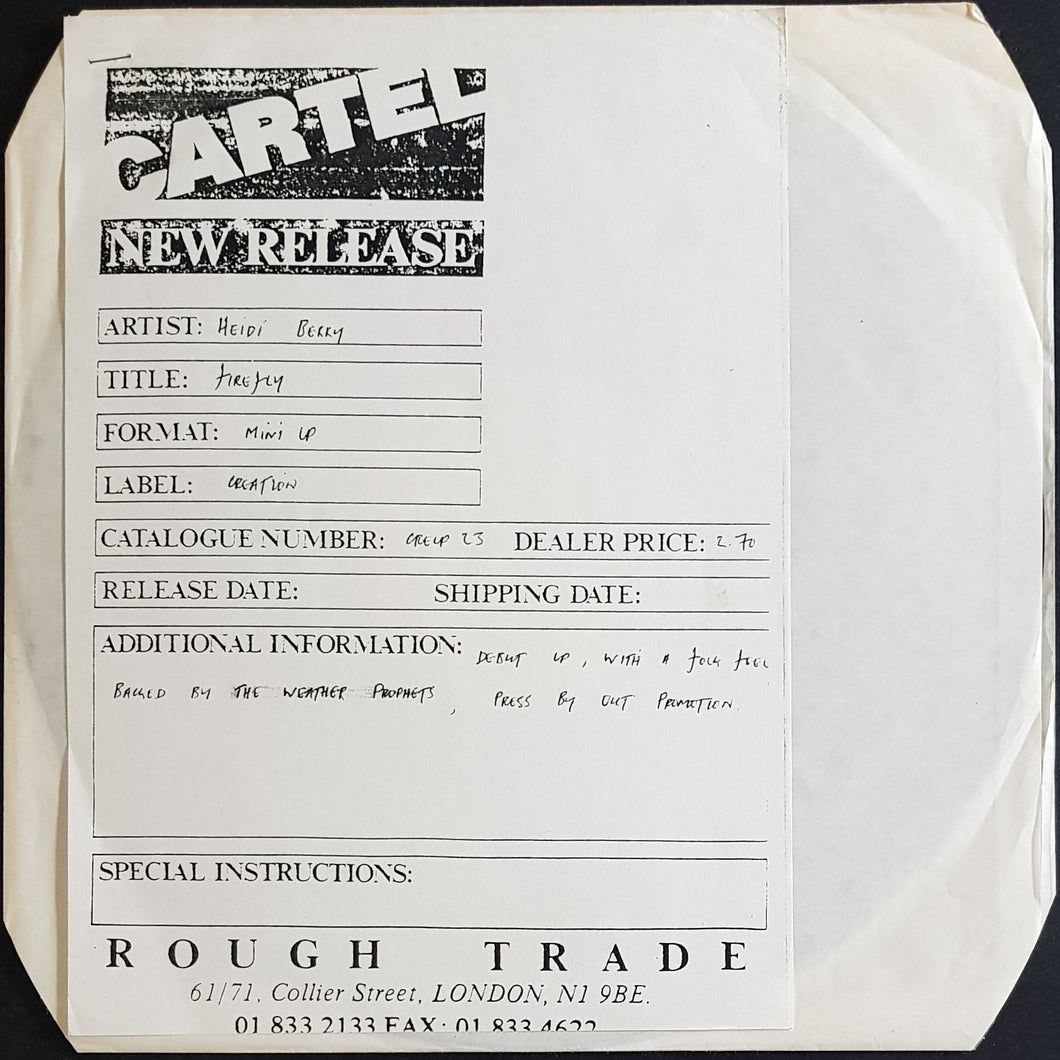 CARTEL
NEW RELEASE
ARTIST: HEIDI BERRY
TITLE: FIREFLY
FORMAT: MINI LP
LABEL: CREATION
CATALOGUE NUMBER: CRELP 23 DEALER PRICE: 2.70
RELEASE DATE: SHIPPING DATE:
ADDITIONAL INFORMATION: DEBUT LP, WITH A FOLK FEEL
BACKED BY THE WEATHER PROPHETS, PRESS BY OUT PROMOTION.
SPECIAL INSTRUCTIONS:
ROUGH TRADE
61/71, Collier Street, LONDON, N1 9BE.
01 833 2133 FAX: 01 833 4622